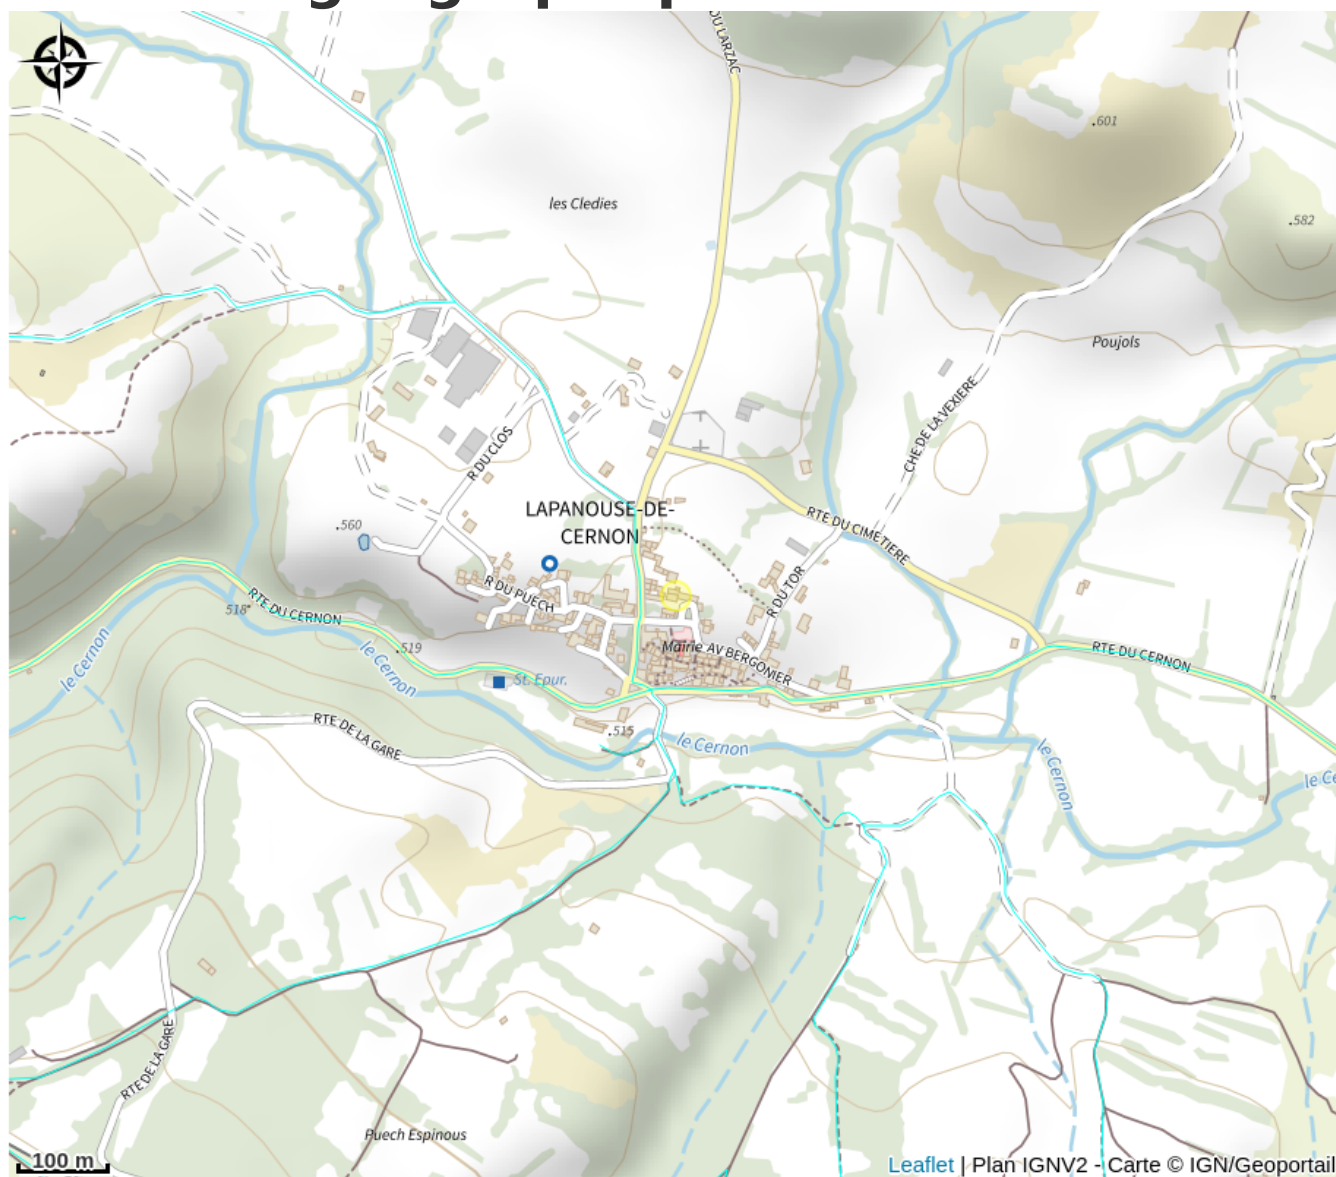 DU LARZAC
.601
les Cledies
.582
Poujols
CHE DE LA VEXIERE
R DU CLOS
LAPANOUSE-DE-
CERNON
.560
RTE DU CIMETIERE
R DU PUECH
R DU TOR
RTE DU CERNON
518
.519
le Cernon
le Cernon
Mairie
AV BERGONIER
RTE DU CERNON
St. Epur.
RTE DE LA GARE
.515
le Cernon
le Cernon
le Ce
RTE DE LA GARE
Puech Espinous
100 m
Leaflet | Plan IGNV2 - Carte © IGN/Geoportail